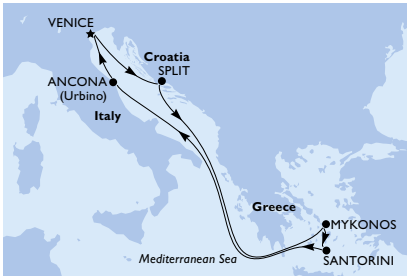 VENICE
Croatia
SPLIT
ANCONA
(Urbino)
Italy
Greece
MYKONOS
SANTORINI
Mediterranean Sea